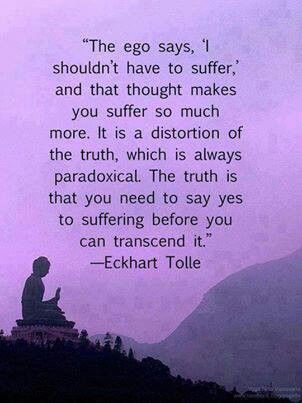 “The ego says, ‘I
shouldn’t have to suffer,’
and that thought makes
you suffer so much
more. It is a distortion of
the truth, which is always
paradoxical. The truth is
that you need to say yes
to suffering before you
can transcend it.”
—Eckhart Tolle